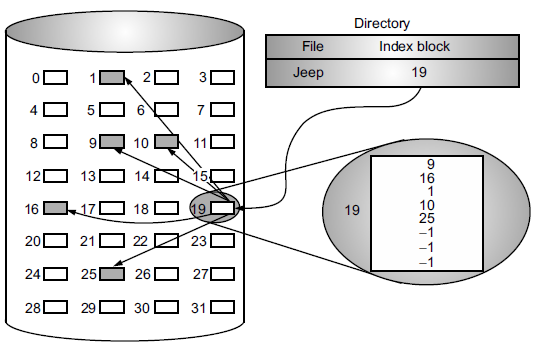 Directory
File Index block
Jeep 19
0 1 2 3
4 5 6 7
8 9 10 11
12 13 14 15
16 17 18 19
20 21 22 23
24 25 26 27
28 29 30 31
19
9
16
1
10
25
−1
−1
−1